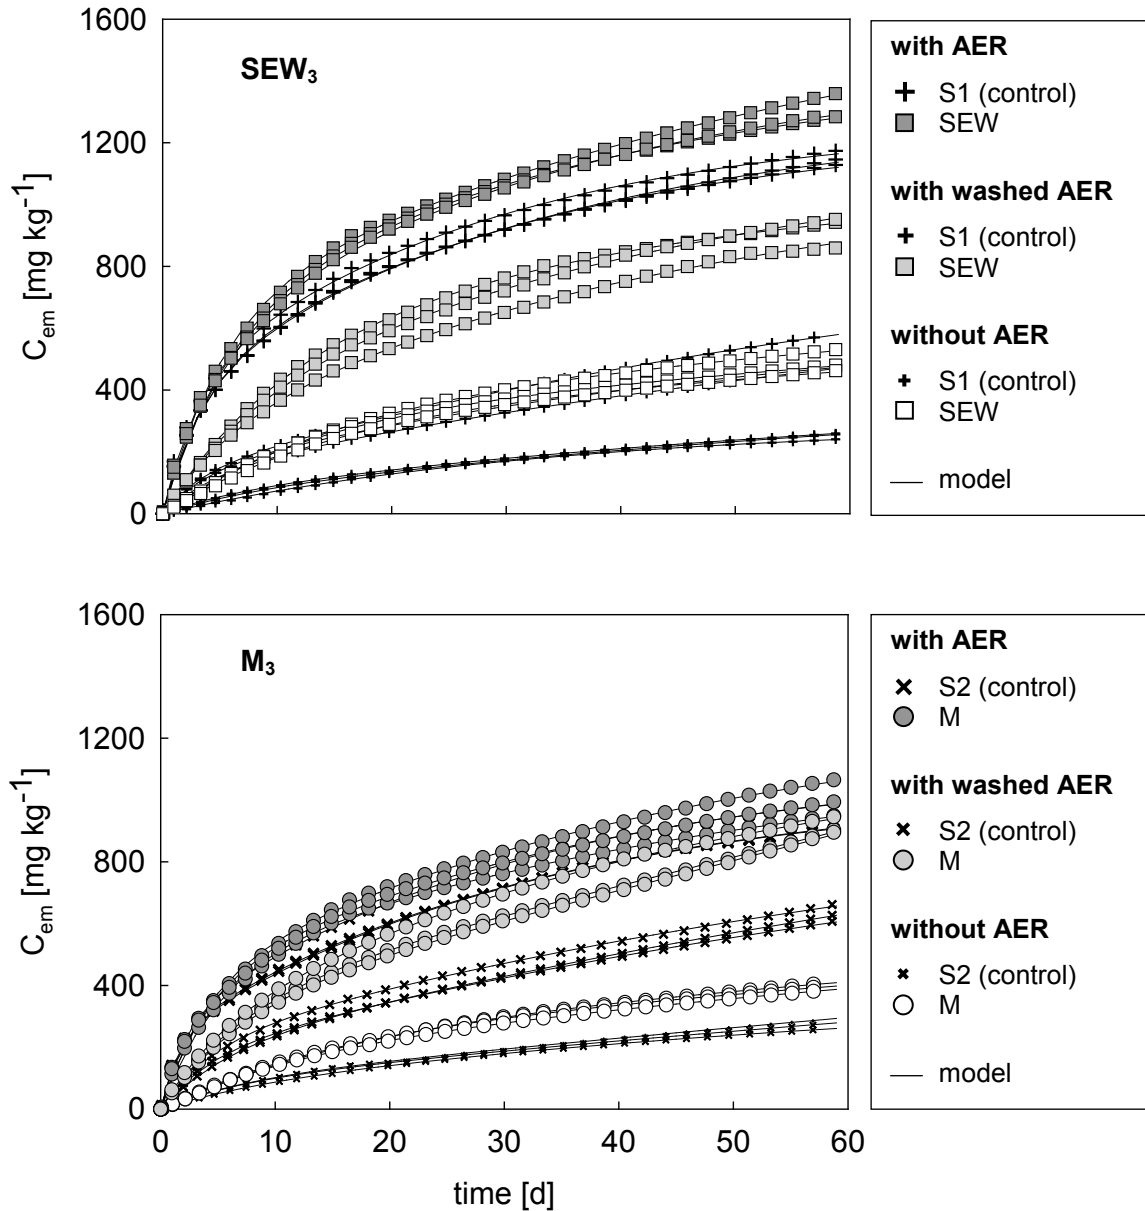 1600
1200
800
400
0
C_em [mg kg⁻¹]
SEW₃
with AER
S1 (control)
SEW
with washed AER
S1 (control)
SEW
without AER
S1 (control)
SEW
model
1600
1200
800
400
0
C_em [mg kg⁻¹]
M₃
0 10 20 30 40 50 60
time [d]
with AER
S2 (control)
M
with washed AER
S2 (control)
M
without AER
S2 (control)
M
model